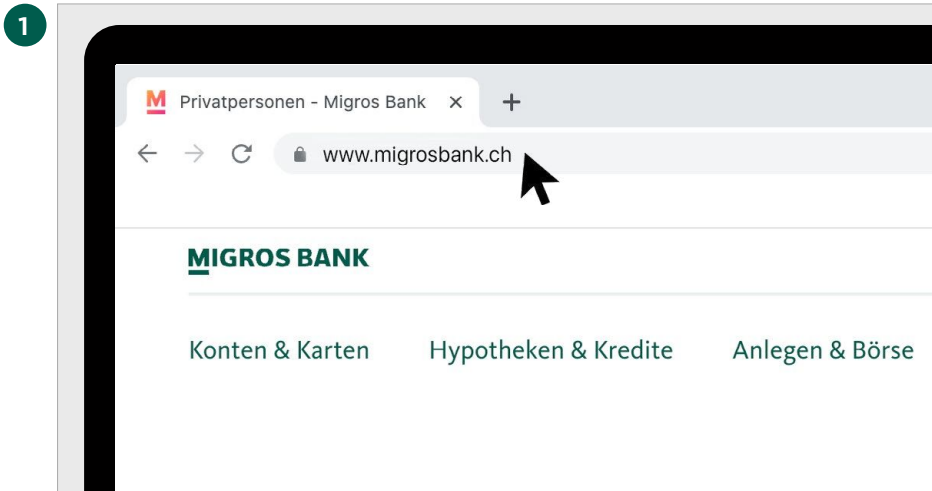 1
Privatpersonen - Migros Bank
www.migrosbank.ch
MIGROS BANK
Konten & Karten Hypotheken & Kredite Anlegen & Börse